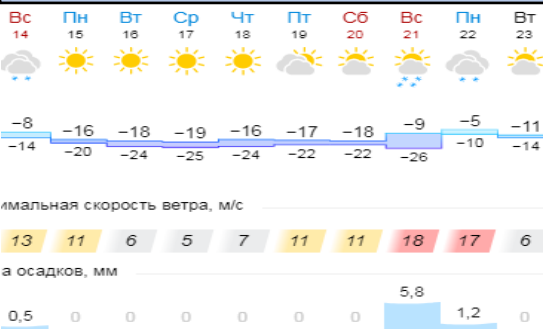 Вс Пн Вт Ср Чт Пт Сб Вс Пн Вт
14 15 16 17 18 19 20 21 22 23
−8 −16 −18 −19 −16 −17 −18 −9 −5 −11
−14 −20 −24 −25 −24 −22 −22 −26 −10 −14
имальная скорость ветра, м/с
13 11 6 5 7 11 11 18 17 6
а осадков, мм
0,5 0 0 0 0 0 0 5,8 1,2 0